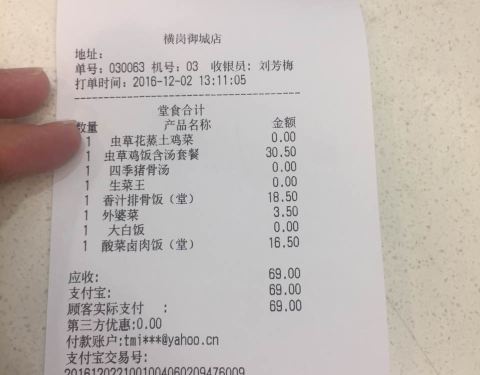 横岗御城店
地址：
单号：030063 机号：03 收银员：刘芳梅
打单时间：2016-12-02 13:11:05
堂食合计
数量 产品名称 金额
1 虫草花蒸土鸡菜 0.00
1 虫草鸡饭含汤套餐 30.50
1 四季猪骨汤 0.00
1 生菜王 0.00
1 香汁排骨饭（堂） 18.50
1 外婆菜 3.50
1 大白饭 0.00
1 酸菜卤肉饭（堂） 16.50
应收： 69.00
支付宝： 69.00
顾客实际支付 ： 69.00
第三方优惠:0.00
付款账户:tmi***@yahoo.cn
支付宝交易号:
2016120221001004060209476009